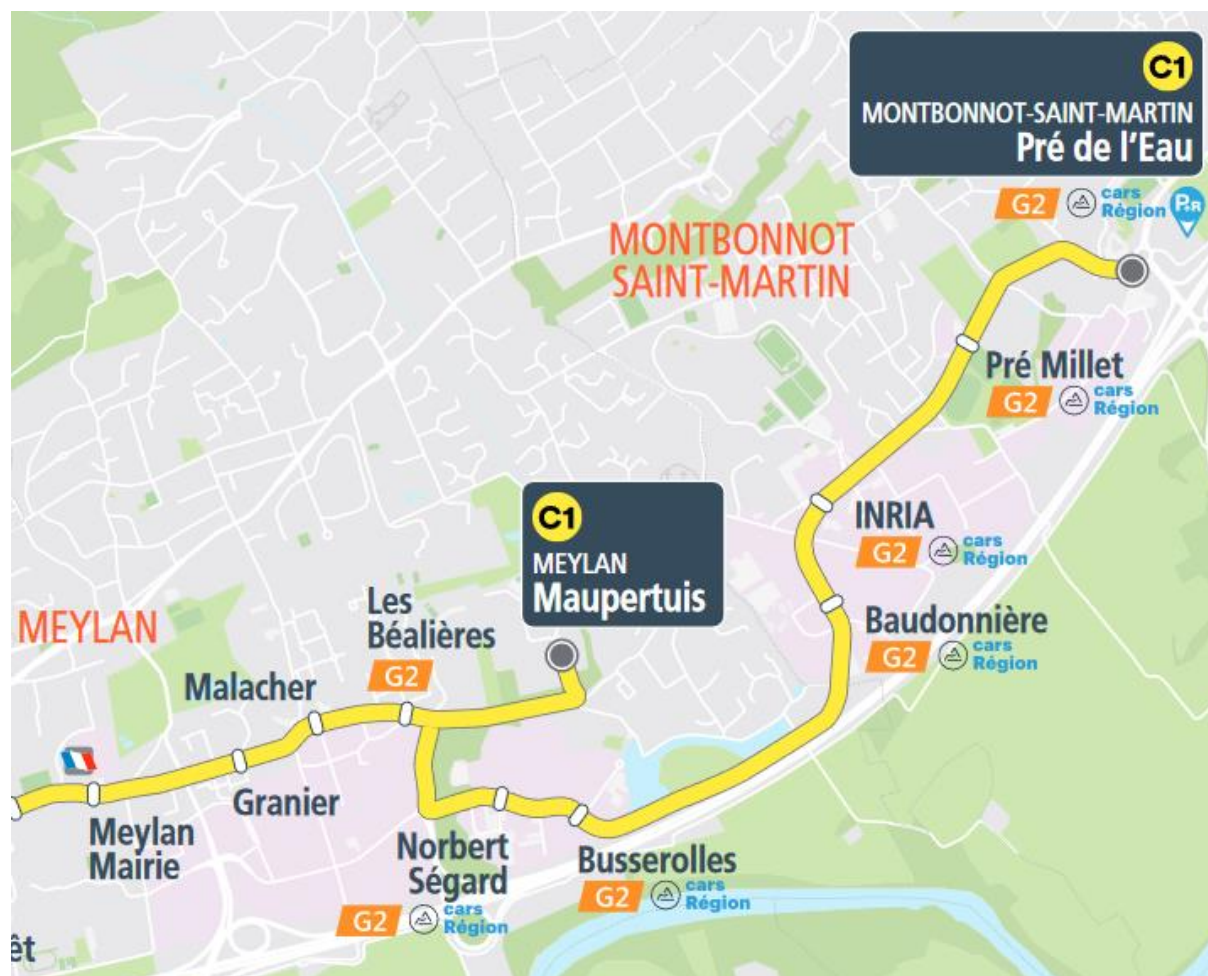 C1
MONTBONNOT-SAINT-MARTIN
Pré de l'Eau
G2 cars
Région P+R
MONTBONNOT
SAINT-MARTIN
Pré Millet
G2 cars
Région
C1
MEYLAN
Maupertuis
INRIA
G2 cars
Région
Les
Béalières
G2
MEYLAN
Baudonnière
G2 cars
Région
Malacher
Granier
Meylan
Mairie
Norbert
Ségard
G2 cars
Région
Busserolles
G2 cars
Région
êt